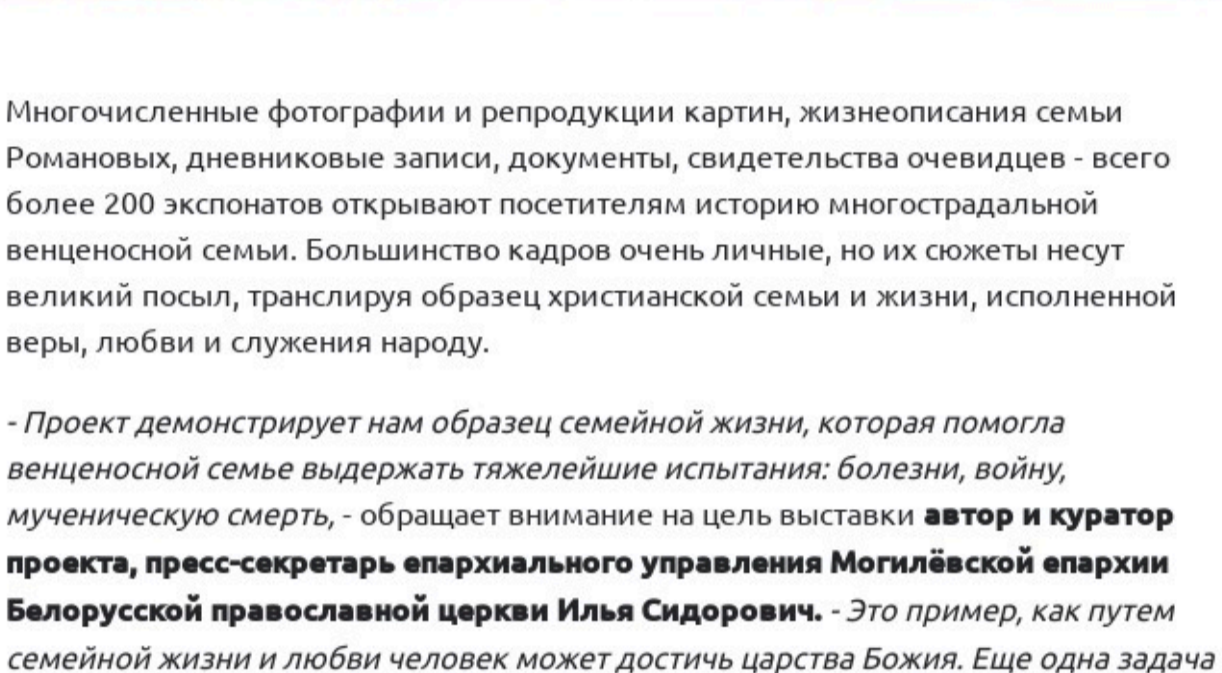 Многочисленные фотографии и репродукции картин, жизнеописания семьи
Романовых, дневниковые записи, документы, свидетельства очевидцев - всего
более 200 экспонатов открывают посетителям историю многострадальной
венценосной семьи. Большинство кадров очень личные, но их сюжеты несут
великий посыл, транслируя образец христианской семьи и жизни, исполненной
веры, любви и служения народу.
- Проект демонстрирует нам образец семейной жизни, которая помогла
венценосной семье выдержать тяжелейшие испытания: болезни, войну,
мученическую смерть, - обращает внимание на цель выставки автор и куратор
проекта, пресс-секретарь епархиального управления Могилёвской епархии
Белорусской православной церкви Илья Сидорович. - Это пример, как путем
семейной жизни и любви человек может достичь царства Божия. Еще одна задача